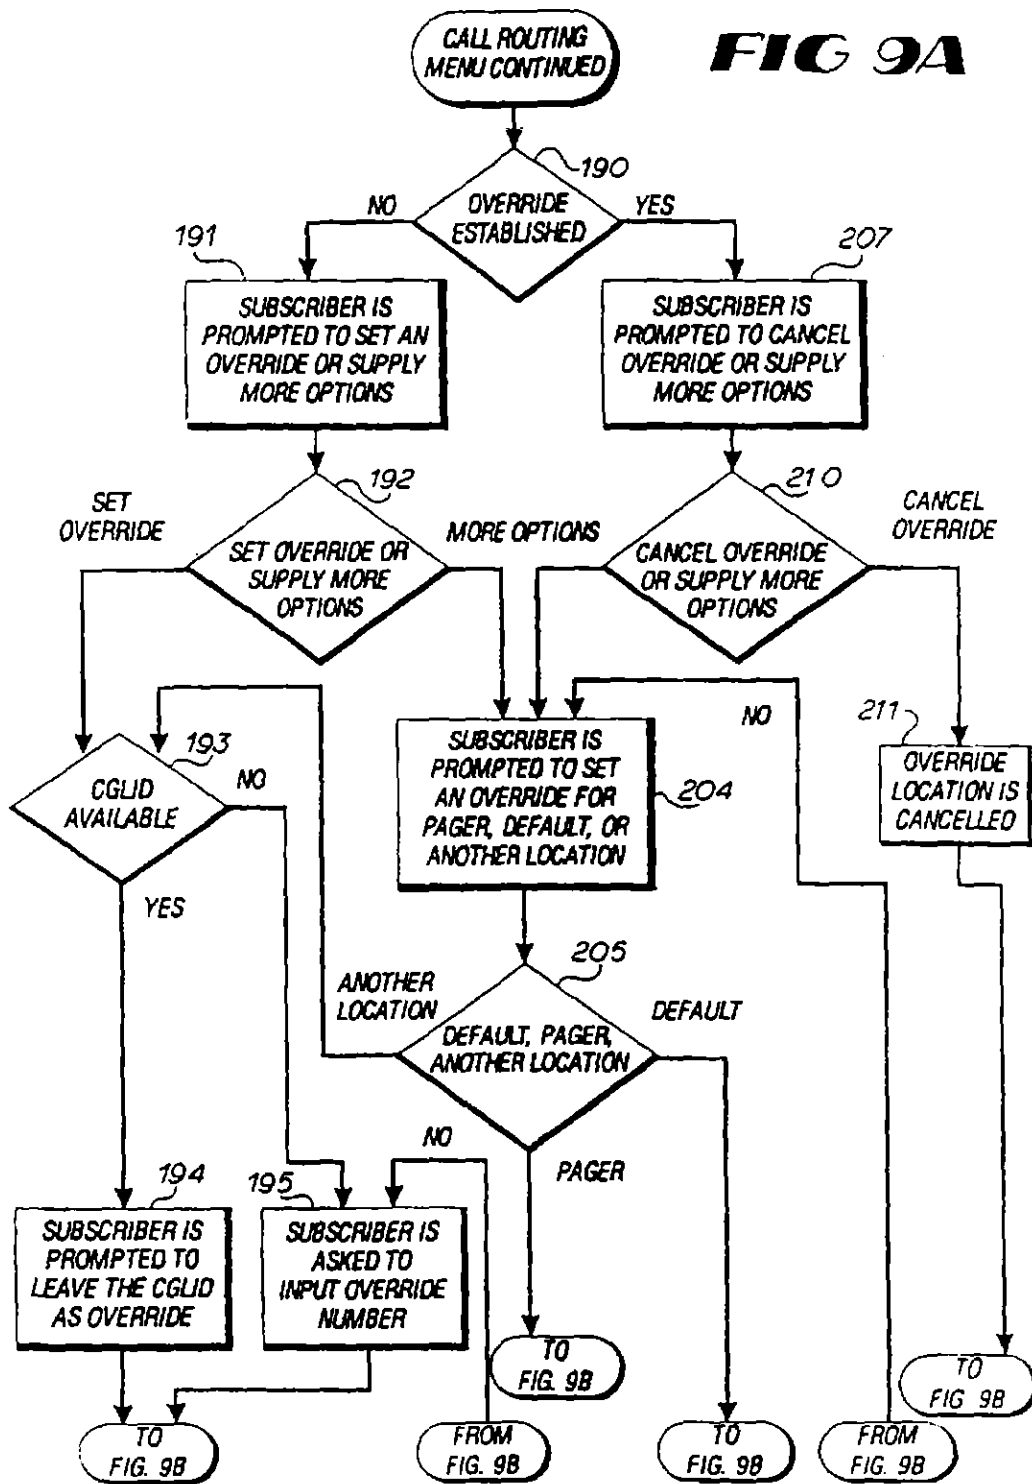 CALL ROUTING
MENU CONTINUED
FIG 9A
190
NO
OVERRIDE
ESTABLISHED
YES
191
SUBSCRIBER IS
PROMPTED TO SET AN
OVERRIDE OR SUPPLY
MORE OPTIONS
207
SUBSCRIBER IS
PROMPTED TO CANCEL
OVERRIDE OR SUPPLY
MORE OPTIONS
192
SET
OVERRIDE
SET OVERRIDE OR
SUPPLY MORE
OPTIONS
MORE OPTIONS
210
CANCEL OVERRIDE
OR SUPPLY MORE
OPTIONS
CANCEL
OVERRIDE
193
CGLID
AVAILABLE
NO
YES
SUBSCRIBER IS
PROMPTED TO SET
AN OVERRIDE FOR
PAGER, DEFAULT, OR
ANOTHER LOCATION
204
NO
211
OVERRIDE
LOCATION IS
CANCELLED
205
ANOTHER
LOCATION
DEFAULT, PAGER,
ANOTHER LOCATION
DEFAULT
PAGER
NO
194
SUBSCRIBER IS
PROMPTED TO
LEAVE THE CGLID
AS OVERRIDE
195
SUBSCRIBER IS
ASKED TO
INPUT OVERRIDE
NUMBER
TO
FIG. 9B
TO
FIG. 9B
TO
FIG. 9B
FROM
FIG. 9B
TO
FIG. 9B
FROM
FIG. 9B